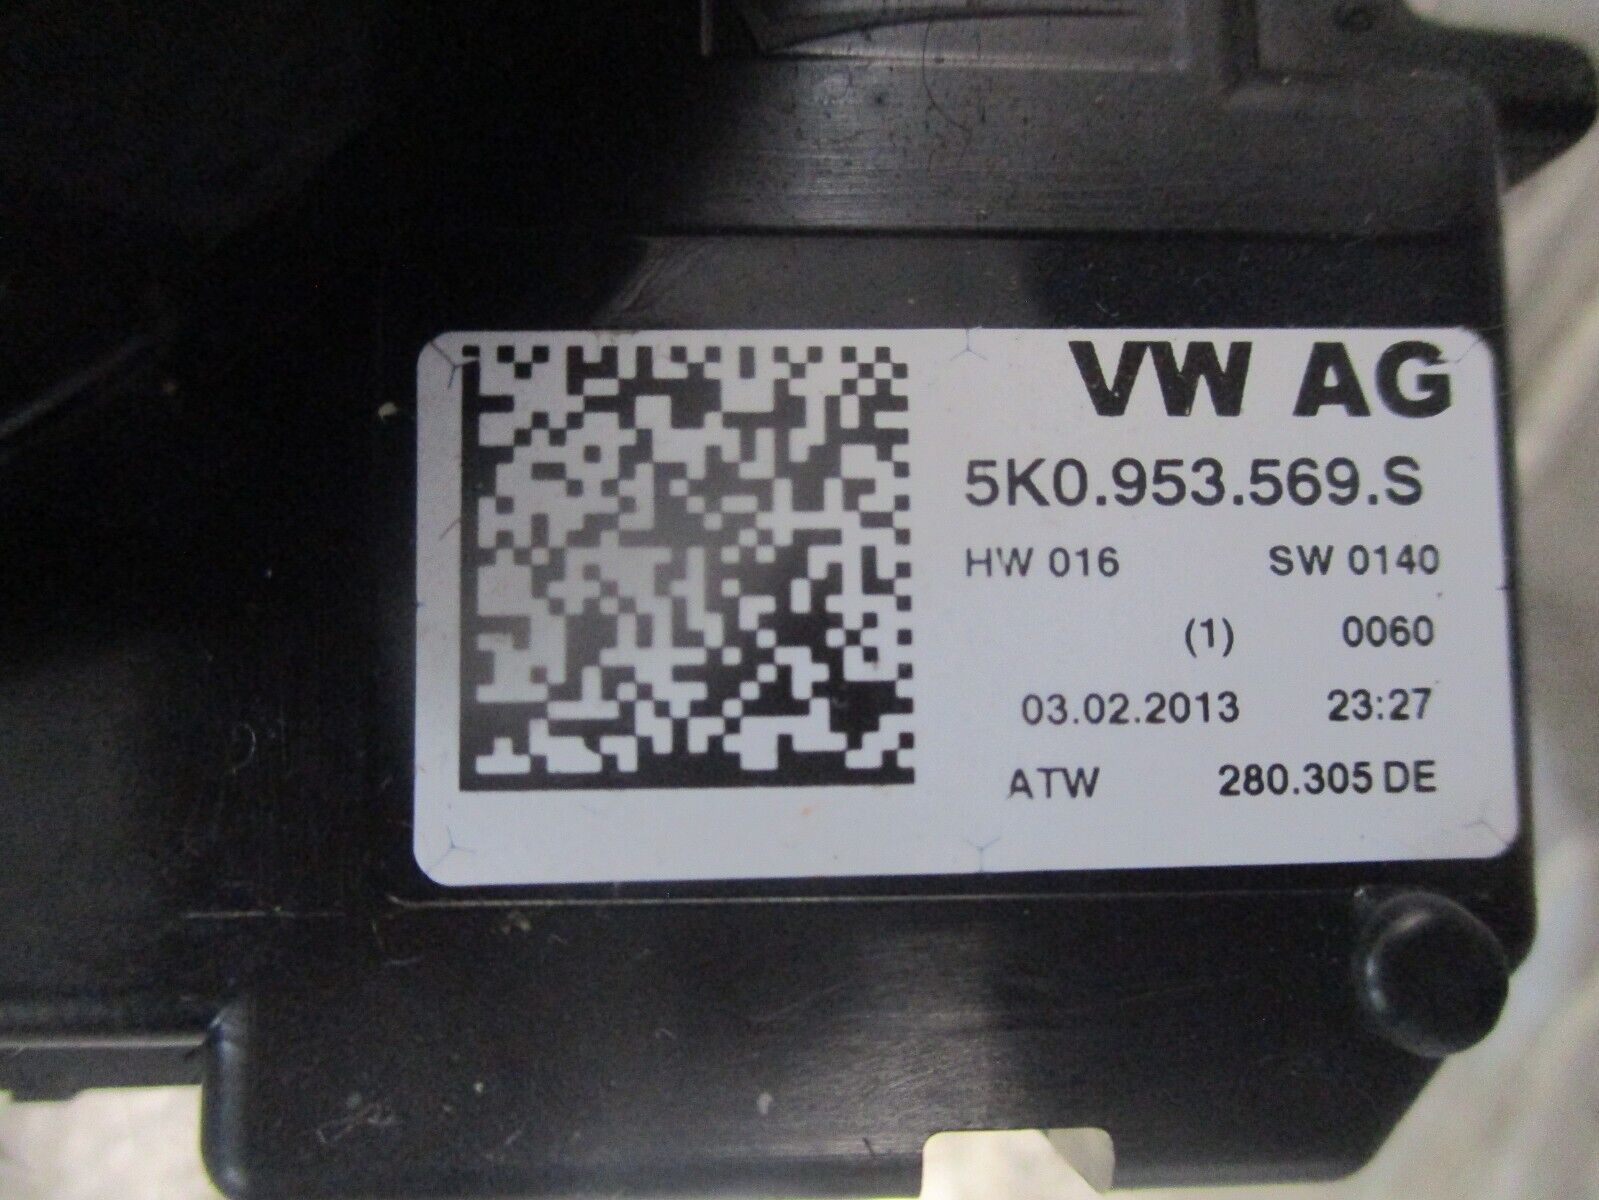 VW AG
5K0.953.569.S
HW 016 SW 0140
(1) 0060
03.02.2013 23:27
ATW 280.305 DE